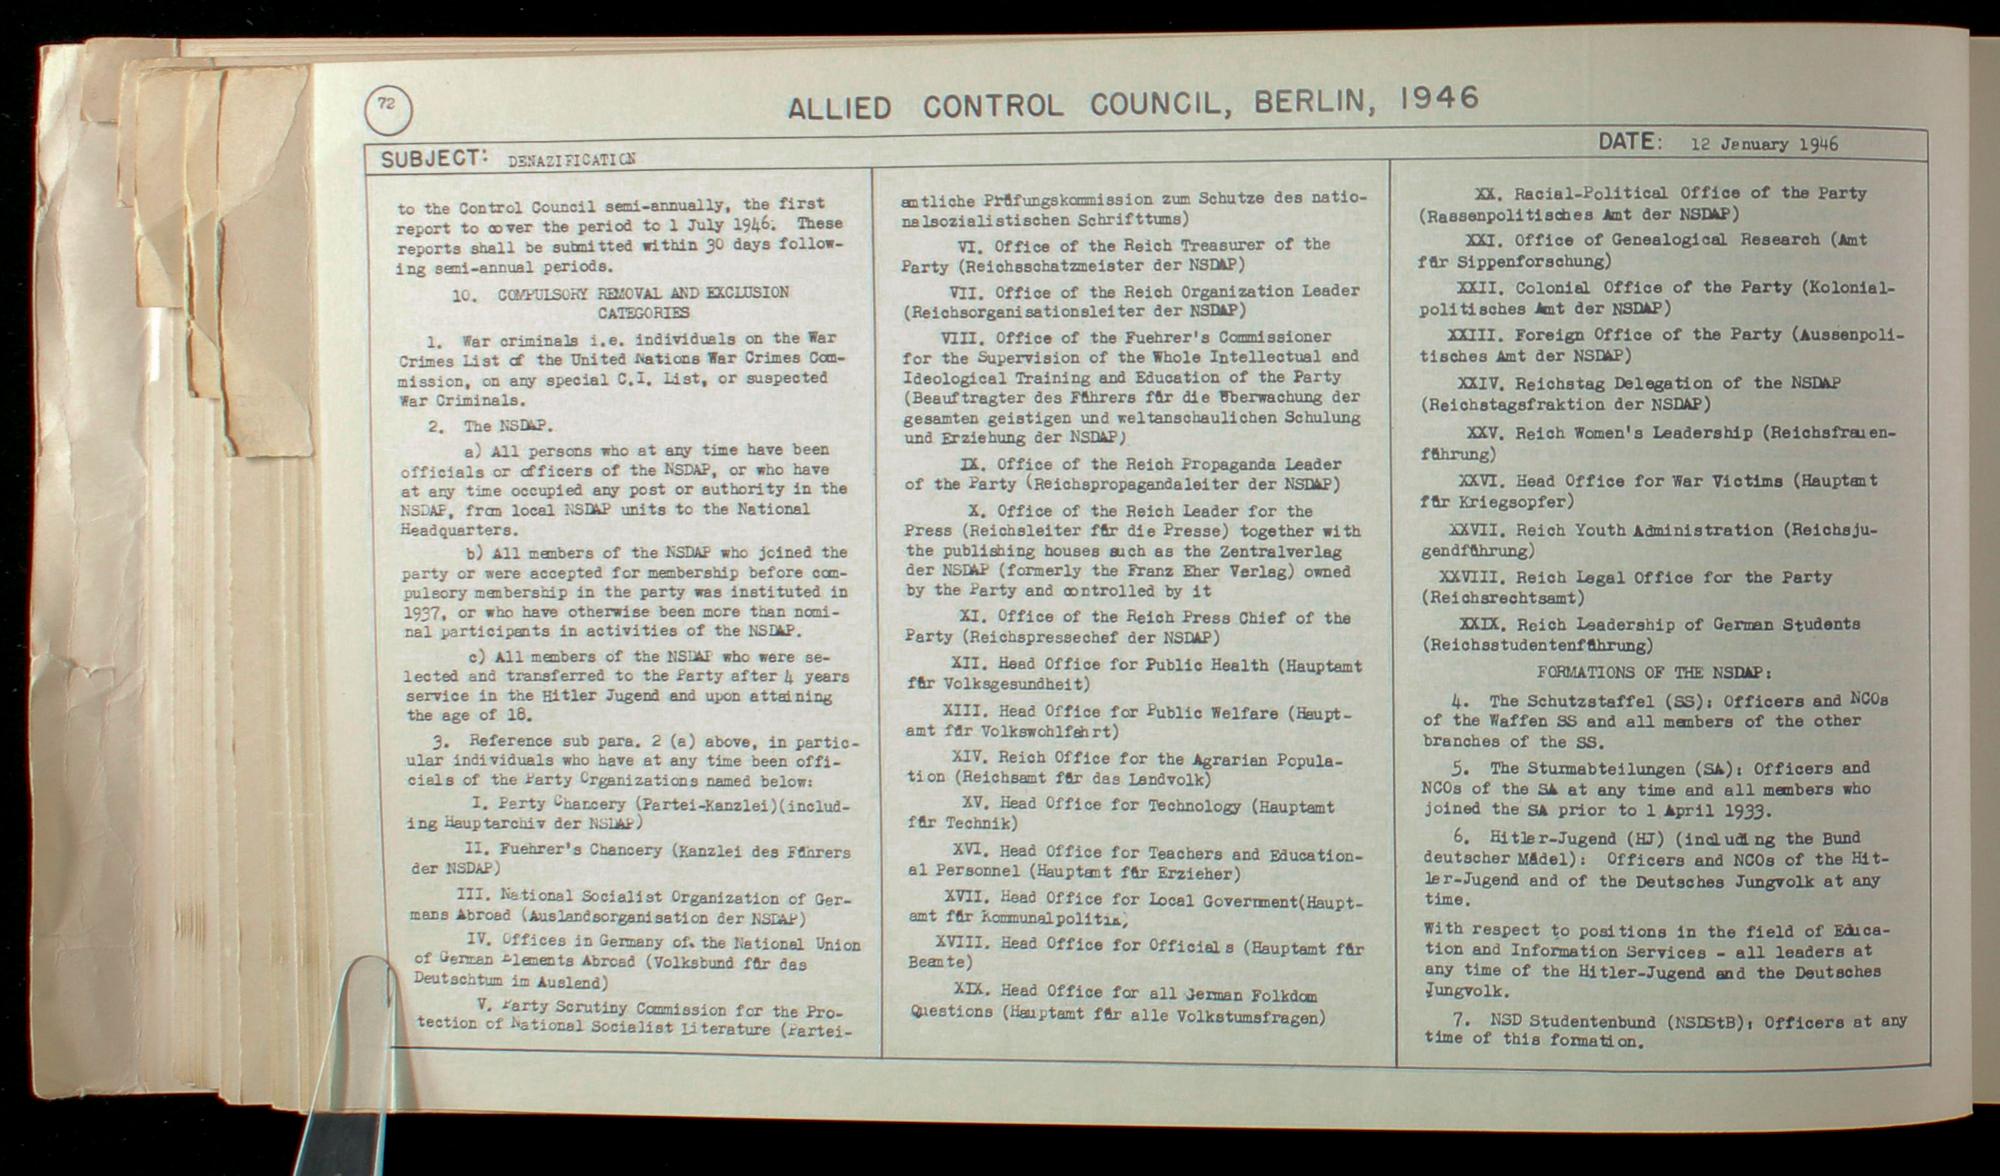 72
ALLIED CONTROL COUNCIL, BERLIN, 1946
SUBJECT: DENAZIFICATION
DATE: 12 January 1946
to the Control Council semi-annually, the first
report to cover the period to 1 July 1946. These
reports shall be submitted within 30 days follow-
ing semi-annual periods.
10. COMPULSORY REMOVAL AND EXCLUSION
CATEGORIES
1. War criminals i.e. individuals on the War
Crimes List of the United Nations War Crimes Com-
mission, on any special C.I. List, or suspected
War Criminals.
2. The NSDAP.
a) All persons who at any time have been
officials or officers of the NSDAP, or who have
at any time occupied any post or authority in the
NSDAP, from local NSDAP units to the National
Headquarters.
b) All members of the NSDAP who joined the
party or were accepted for membership before com-
pulsory membership in the party was instituted in
1937, or who have otherwise been more than nomi-
nal participants in activities of the NSDAP.
c) All members of the NSDAP who were se-
lected and transferred to the Party after 4 years
service in the Hitler Jugend and upon attaining
the age of 18.
3. Reference sub para. 2 (a) above, in partic-
ular individuals who have at any time been offi-
cials of the Party Organizations named below:
I. Party Chancery (Partei-Kanzlei)(includ-
ing Hauptarchiv der NSDAP)
II. Fuehrer's Chancery (Kanzlei des Führers
der NSDAP)
III. National Socialist Organization of Ger-
mans Abroad (Auslandsorganisation der NSDAP)
IV. Offices in Germany of. the National Union
of German Elements Abroad (Volksbund für das
Deutschtum im Ausland)
V. Party Scrutiny Commission for the Pro-
tection of National Socialist Literature (Partei-
amtliche Prüfungskommission zum Schutze des natio-
nalsozialistischen Schrifttums)
VI. Office of the Reich Treasurer of the
Party (Reichsschatzmeister der NSDAP)
VII. Office of the Reich Organization Leader
(Reichsorganisationsleiter der NSDAP)
VIII. Office of the Fuehrer's Commissioner
for the Supervision of the Whole Intellectual and
Ideological Training and Education of the Party
(Beauftragter des Führers für die Überwachung der
gesamten geistigen und weltanschaulichen Schulung
und Erziehung der NSDAP)
IX. Office of the Reich Propaganda Leader
of the Party (Reichspropagandaleiter der NSDAP)
X. Office of the Reich Leader for the
Press (Reichsleiter für die Presse) together with
the publishing houses such as the Zentralverlag
der NSDAP (formerly the Franz Eher Verlag) owned
by the Party and controlled by it
XI. Office of the Reich Press Chief of the
Party (Reichspressechef der NSDAP)
XII. Head Office for Public Health (Hauptamt
für Volksgesundheit)
XIII. Head Office for Public Welfare (Haupt-
amt für Volkswohlfahrt)
XIV. Reich Office for the Agrarian Popula-
tion (Reichsamt für das Landvolk)
XV. Head Office for Technology (Hauptamt
für Technik)
XVI. Head Office for Teachers and Education-
al Personnel (Hauptamt für Erzieher)
XVII. Head Office for Local Government(Haupt-
amt für Kommunalpolitik)
XVIII. Head Office for Officials (Hauptamt für
Beamte)
XIX. Head Office for all German Folkdom
Questions (Hauptamt für alle Volkstumsfragen)
XX. Racial-Political Office of the Party
(Rassenpolitisches Amt der NSDAP)
XXI. Office of Genealogical Research (Amt
für Sippenforschung)
XXII. Colonial Office of the Party (Kolonial-
politisches Amt der NSDAP)
XXIII. Foreign Office of the Party (Aussenpoli-
tisches Amt der NSDAP)
XXIV. Reichstag Delegation of the NSDAP
(Reichstagsfraktion der NSDAP)
XXV. Reich Women's Leadership (Reichsfrauen-
führung)
XXVI. Head Office for War Victims (Hauptamt
für Kriegsopfer)
XXVII. Reich Youth Administration (Reichsju-
gendführung)
XXVIII. Reich Legal Office for the Party
(Reichsrechtsamt)
XXIX. Reich Leadership of German Students
(Reichsstudentenführung)
FORMATIONS OF THE NSDAP:
4. The Schutzstaffel (SS): Officers and NCOs
of the Waffen SS and all members of the other
branches of the SS.
5. The Sturmabteilungen (SA): Officers and
NCOs of the SA at any time and all members who
joined the SA prior to 1 April 1933.
6. Hitler-Jugend (HJ) (including the Bund
deutscher Mädel): Officers and NCOs of the Hit-
ler-Jugend and of the Deutsches Jungvolk at any
time.
With respect to positions in the field of Educa-
tion and Information Services - all leaders at
any time of the Hitler-Jugend and the Deutsches
Jungvolk.
7. NSD Studentenbund (NSDStB): Officers at any
time of this formation.